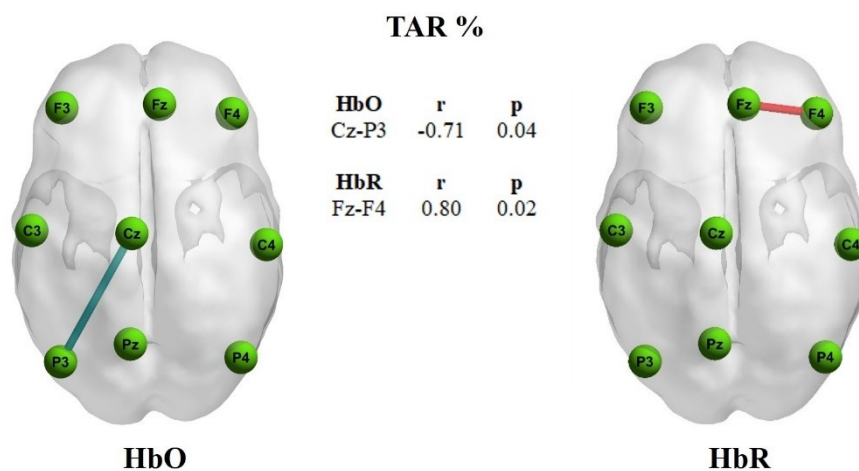 TAR %
F3 Fz F4
C3 Cz C4
P3 Pz P4
HbO
HbO r p
Cz-P3 -0.71 0.04
HbR r p
Fz-F4 0.80 0.02
F3 Fz F4
C3 Cz C4
P3 Pz P4
HbR